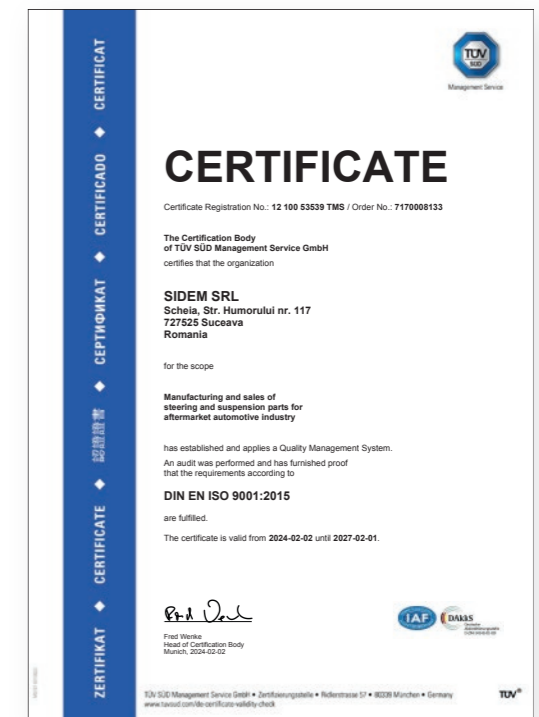 TÜV
SÜD
Management Service
CERTIFICATE
Certificate Registration No.: 12 100 53539 TMS / Order No.: 7170008133
The Certification Body
of TÜV SÜD Management Service GmbH
certifies that the organization
SIDEM SRL
Scheia, Str. Humorului nr. 117
727525 Suceava
Romania
for the scope
Manufacturing and sales of
steering and suspension parts for
aftermarket automotive industry
has established and applies a Quality Management System.
An audit was performed and has furnished proof
that the requirements according to
DIN EN ISO 9001:2015
are fulfilled.
The certificate is valid from 2024-02-02 until 2027-02-01.
Fred Wenke
Head of Certification Body
Munich, 2024-02-02
IAF
DAkkS
TÜV SÜD Management Service GmbH • Zertifizierungsstelle • Ridlerstrasse 57 • 80339 München • Germany
www.tuvsud.com/de-certificate-validity-check
TÜV®
ZERTIFIKAT ◆ CERTIFICATE ◆ 認證證書 ◆ СЕРТИФИКАТ ◆ CERTIFICADO ◆ CERTIFICAT